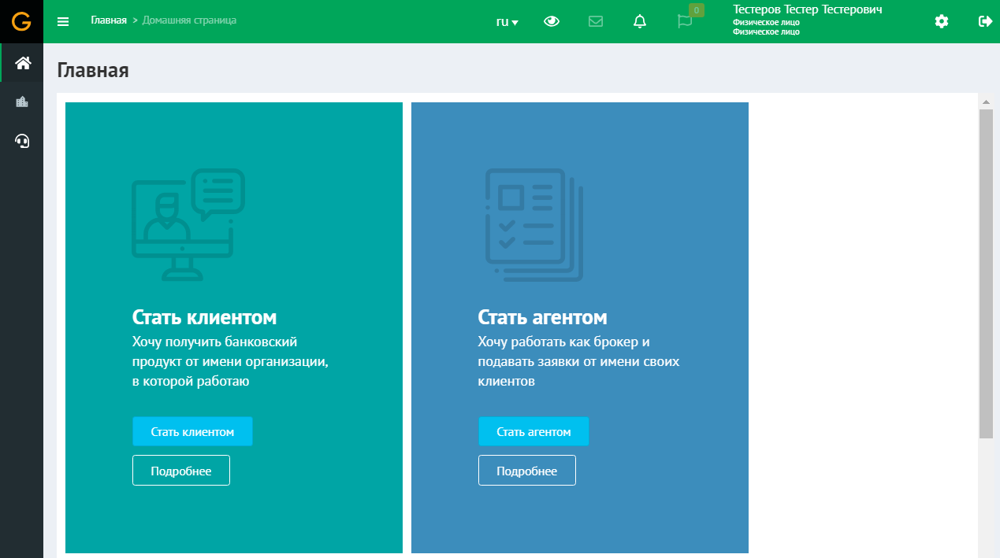 G
Главная > Домашняя страница
ru
0
Тестеров Тестер Тестерович
Физическое лицо
Физическое лицо
Главная
Стать клиентом
Хочу получить банковский
продукт от имени организации,
в которой работаю
Стать клиентом
Подробнее
Стать агентом
Хочу работать как брокер и
подавать заявки от имени своих
клиентов
Стать агентом
Подробнее